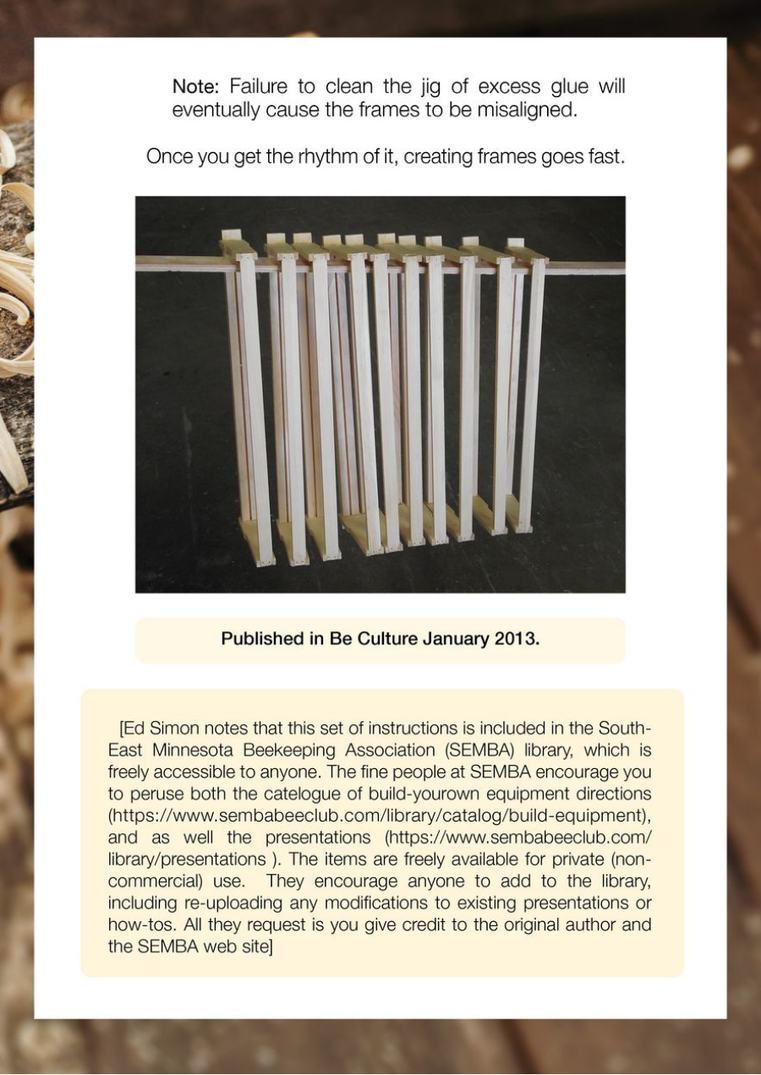 Note: Failure to clean the jig of excess glue will
eventually cause the frames to be misaligned.
Once you get the rhythm of it, creating frames goes fast.
Published in Be Culture January 2013.
[Ed Simon notes that this set of instructions is included in the South-
East Minnesota Beekeeping Association (SEMBA) library, which is
freely accessible to anyone. The fine people at SEMBA encourage you
to peruse both the catelogue of build-yourown equipment directions
(https://www.sembabeeclub.com/library/catalog/build-equipment),
and as well the presentations (https://www.sembabeeclub.com/
library/presentations ). The items are freely available for private (non-
commercial) use. They encourage anyone to add to the library,
including re-uploading any modifications to existing presentations or
how-tos. All they request is you give credit to the original author and
the SEMBA web site]